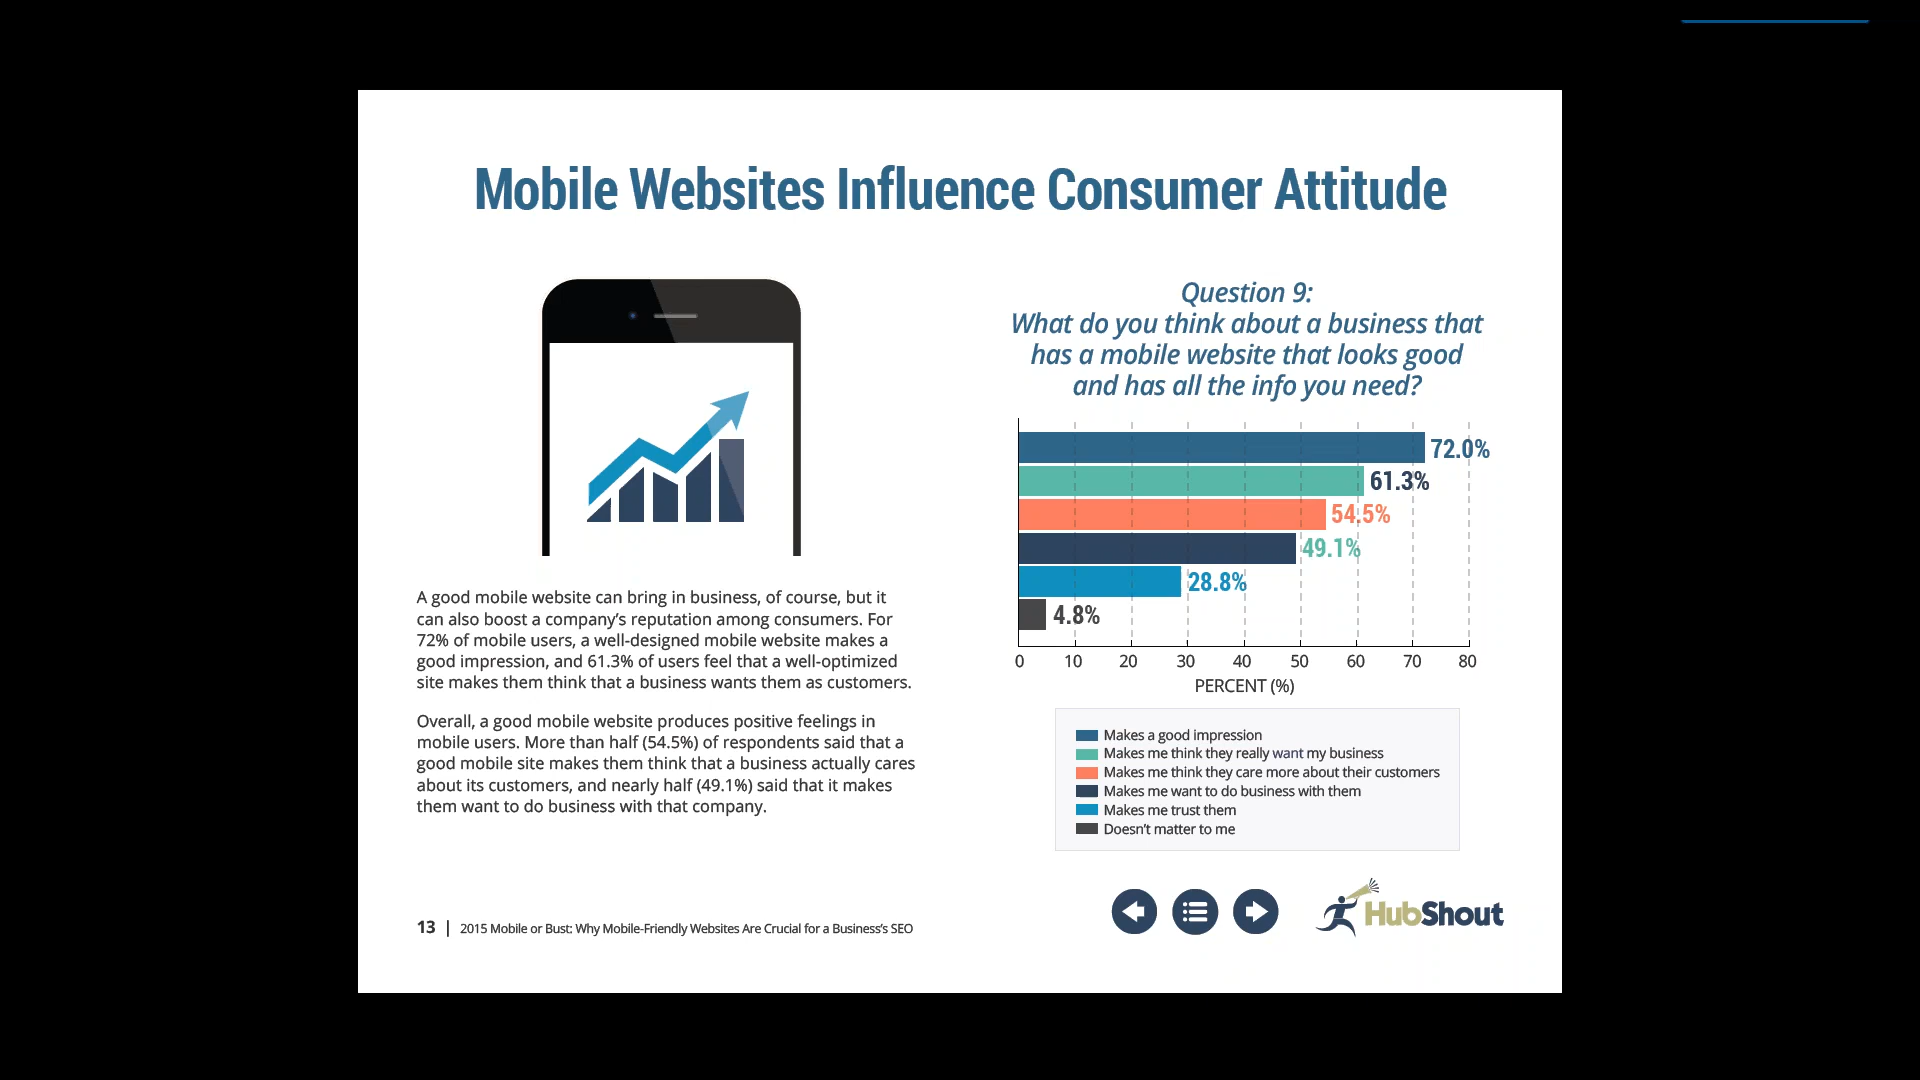 Mobile Websites Influence Consumer Attitude
A good mobile website can bring in business, of course, but it
can also boost a company’s reputation among consumers. For
72% of mobile users, a well-designed mobile website makes a
good impression, and 61.3% of users feel that a well-optimized
site makes them think that a business wants them as customers.
Overall, a good mobile website produces positive feelings in
mobile users. More than half (54.5%) of respondents said that a
good mobile site makes them think that a business actually cares
about its customers, and nearly half (49.1%) said that it makes
them want to do business with that company.
Question 9:
What do you think about a business that
has a mobile website that looks good
and has all the info you need?
72.0%
61.3%
54.5%
49.1%
28.8%
4.8%
0 10 20 30 40 50 60 70 80
PERCENT (%)
Makes a good impression
Makes me think they really want my business
Makes me think they care more about their customers
Makes me want to do business with them
Makes me trust them
Doesn’t matter to me
13 | 2015 Mobile or Bust: Why Mobile-Friendly Websites Are Crucial for a Business’s SEO
HubShout